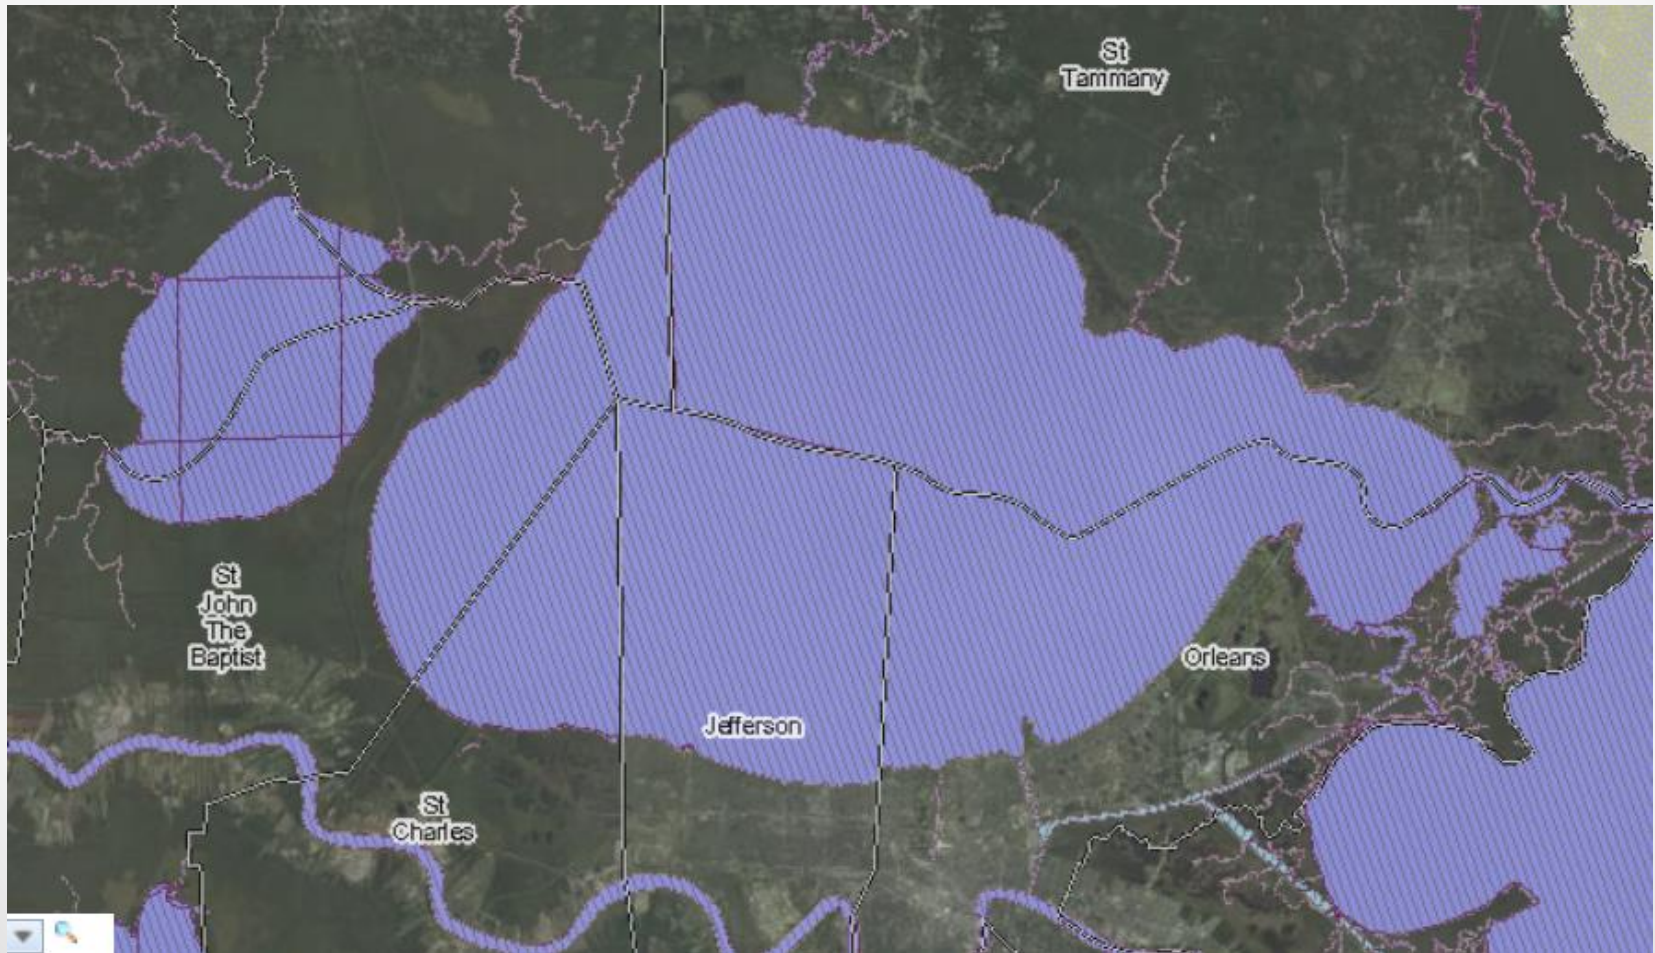 St
Tammany
St
John
The
Baptist
Orleans
Jefferson
St
Charles